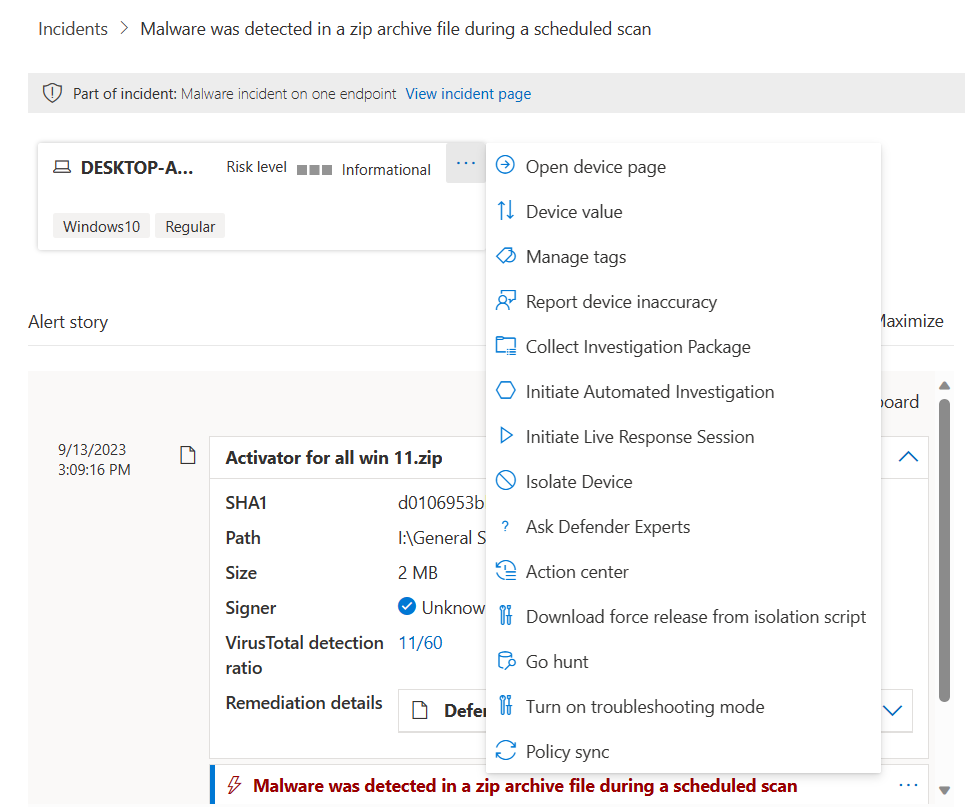 Incidents > Malware was detected in a zip archive file during a scheduled scan
Part of incident: Malware incident on one endpoint View incident page
DESKTOP-A... Risk level Informational ...
Windows10 Regular
Open device page
Device value
Manage tags
Report device inaccuracy
Collect Investigation Package
Initiate Automated Investigation
Initiate Live Response Session
Isolate Device
? Ask Defender Experts
Action center
Download force release from isolation script
Go hunt
Turn on troubleshooting mode
Policy sync
Alert story
Maximize
9/13/2023
3:09:16 PM
Activator for all win 11.zip
SHA1 d0106953b
Path I:\General S
Size 2 MB
Signer Unknow
VirusTotal detection 11/60
ratio
Remediation details Defe
Malware was detected in a zip archive file during a scheduled scan ...